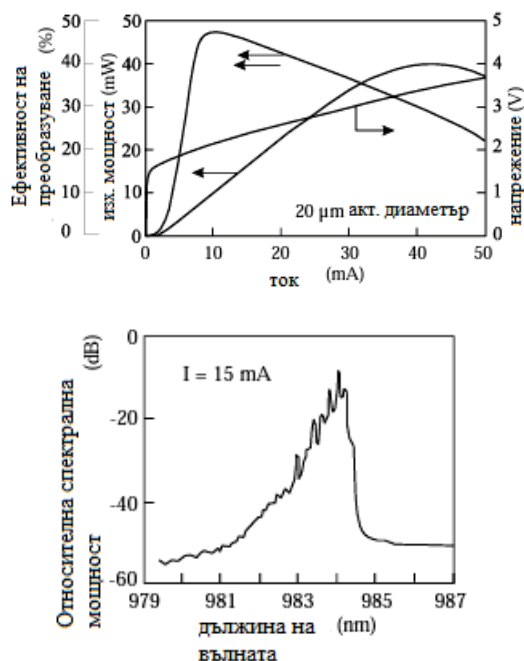 Ефективност на
преобразуване (%)
50
40
30
20
10
0
изх. мощност (mW)
50
40
30
20
10
0
5
4
3
2
1
0
напрежение (V)
20 μm акт. диаметър
0 10 20 30 40 50
ток (mA)
Относителна спектрална
мощност (dB)
0
-20
-40
-60
I = 15 mA
979 981 983 985 987
дължина на (nm)
вълната